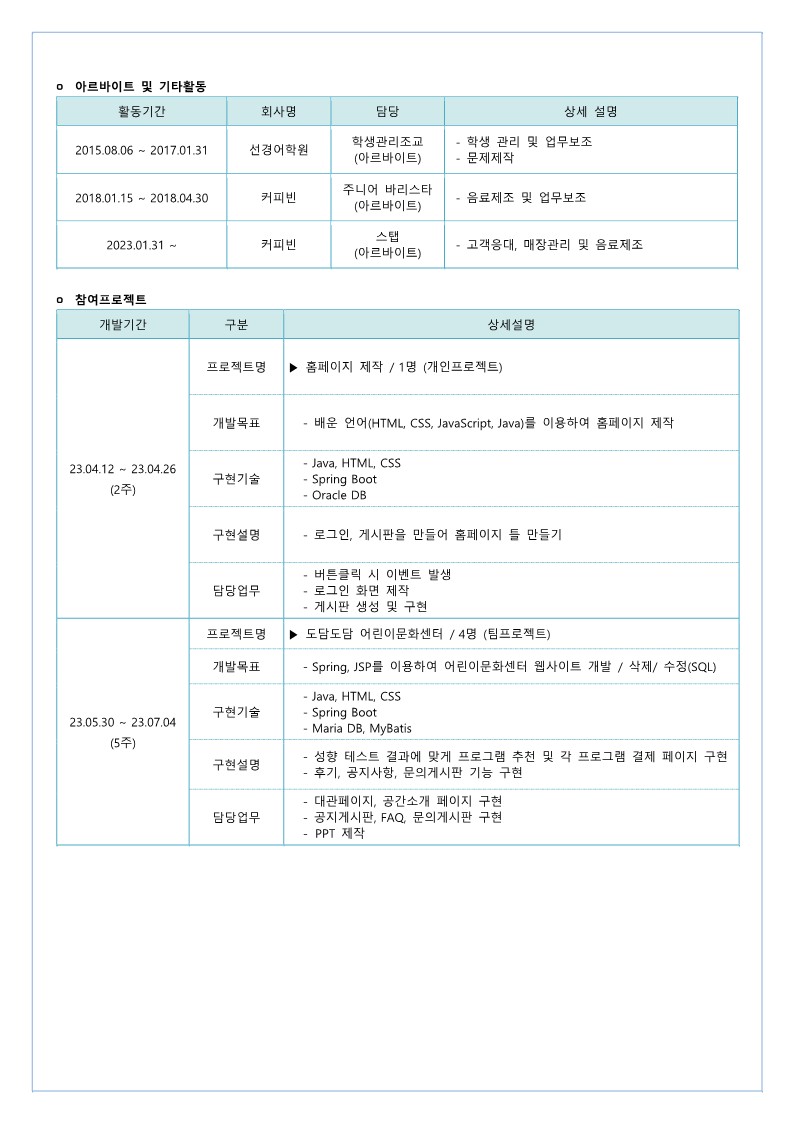 ¤ 아르바이트 및 기타활동
활동기간 회사명 담당 상세 설명
2015.08.06 ~ 2017.01.31 선경어학원 학생관리조교 (아르바이트) - 학생 관리 및 업무보조
- 문제제작
2018.01.15 ~ 2018.04.30 커피빈 주니어 바리스타 (아르바이트) - 음료제조 및 업무보조
2023.01.31 ~ 커피빈 스탭 (아르바이트) - 고객응대, 매장관리 및 음료제조
¤ 참여프로젝트
개발기간 구분 상세설명
23.04.12 ~ 23.04.26
(2주)
프로젝트명 ▶ 홈페이지 제작 / 1명 (개인프로젝트)
개발목표 - 배운 언어(HTML, CSS, JavaScript, Java)를 이용하여 홈페이지 제작
구현기술
- Java, HTML, CSS
- Spring Boot
- Oracle DB
구현설명 - 로그인, 게시판을 만들어 홈페이지 틀 만들기
담당업무
- 버튼클릭 시 이벤트 발생
- 로그인 화면 제작
- 게시판 생성 및 구현
23.05.30 ~ 23.07.04
(5주)
프로젝트명 ▶ 도담도담 어린이문화센터 / 4명 (팀프로젝트)
개발목표 - Spring, JSP를 이용하여 어린이문화센터 웹사이트 개발 / 삭제/ 수정(SQL)
구현기술
- Java, HTML, CSS
- Spring Boot
- Maria DB, MyBatis
구현설명
- 성향 테스트 결과에 맞게 프로그램 추천 및 각 프로그램 결제 페이지 구현
- 후기, 공지사항, 문의게시판 기능 구현
담당업무
- 대관페이지, 공간소개 페이지 구현
- 공지게시판, FAQ, 문의게시판 구현
- PPT 제작